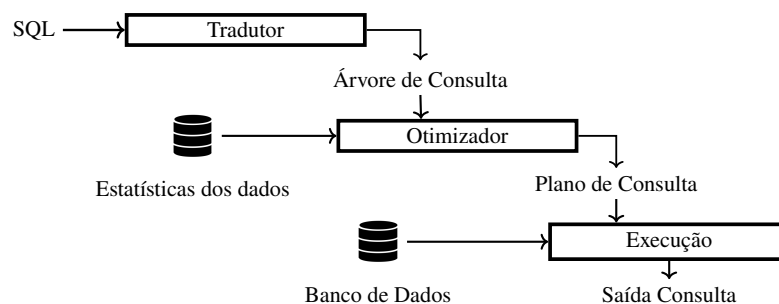 SQL
Tradutor
Árvore de Consulta
Otimizador
Estatísticas dos dados
Plano de Consulta
Execução
Banco de Dados
Saída Consulta